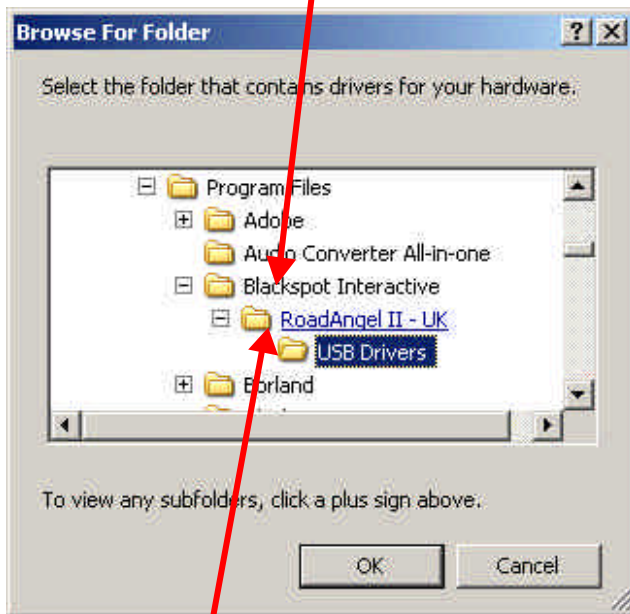 Browse For Folder
Select the folder that contains drivers for your hardware.
Program Files
Adobe
Audio Converter All-in-one
Blackspot Interactive
RoadAngel II - UK
USB Drivers
Borland
To view any subfolders, click a plus sign above.
OK Cancel